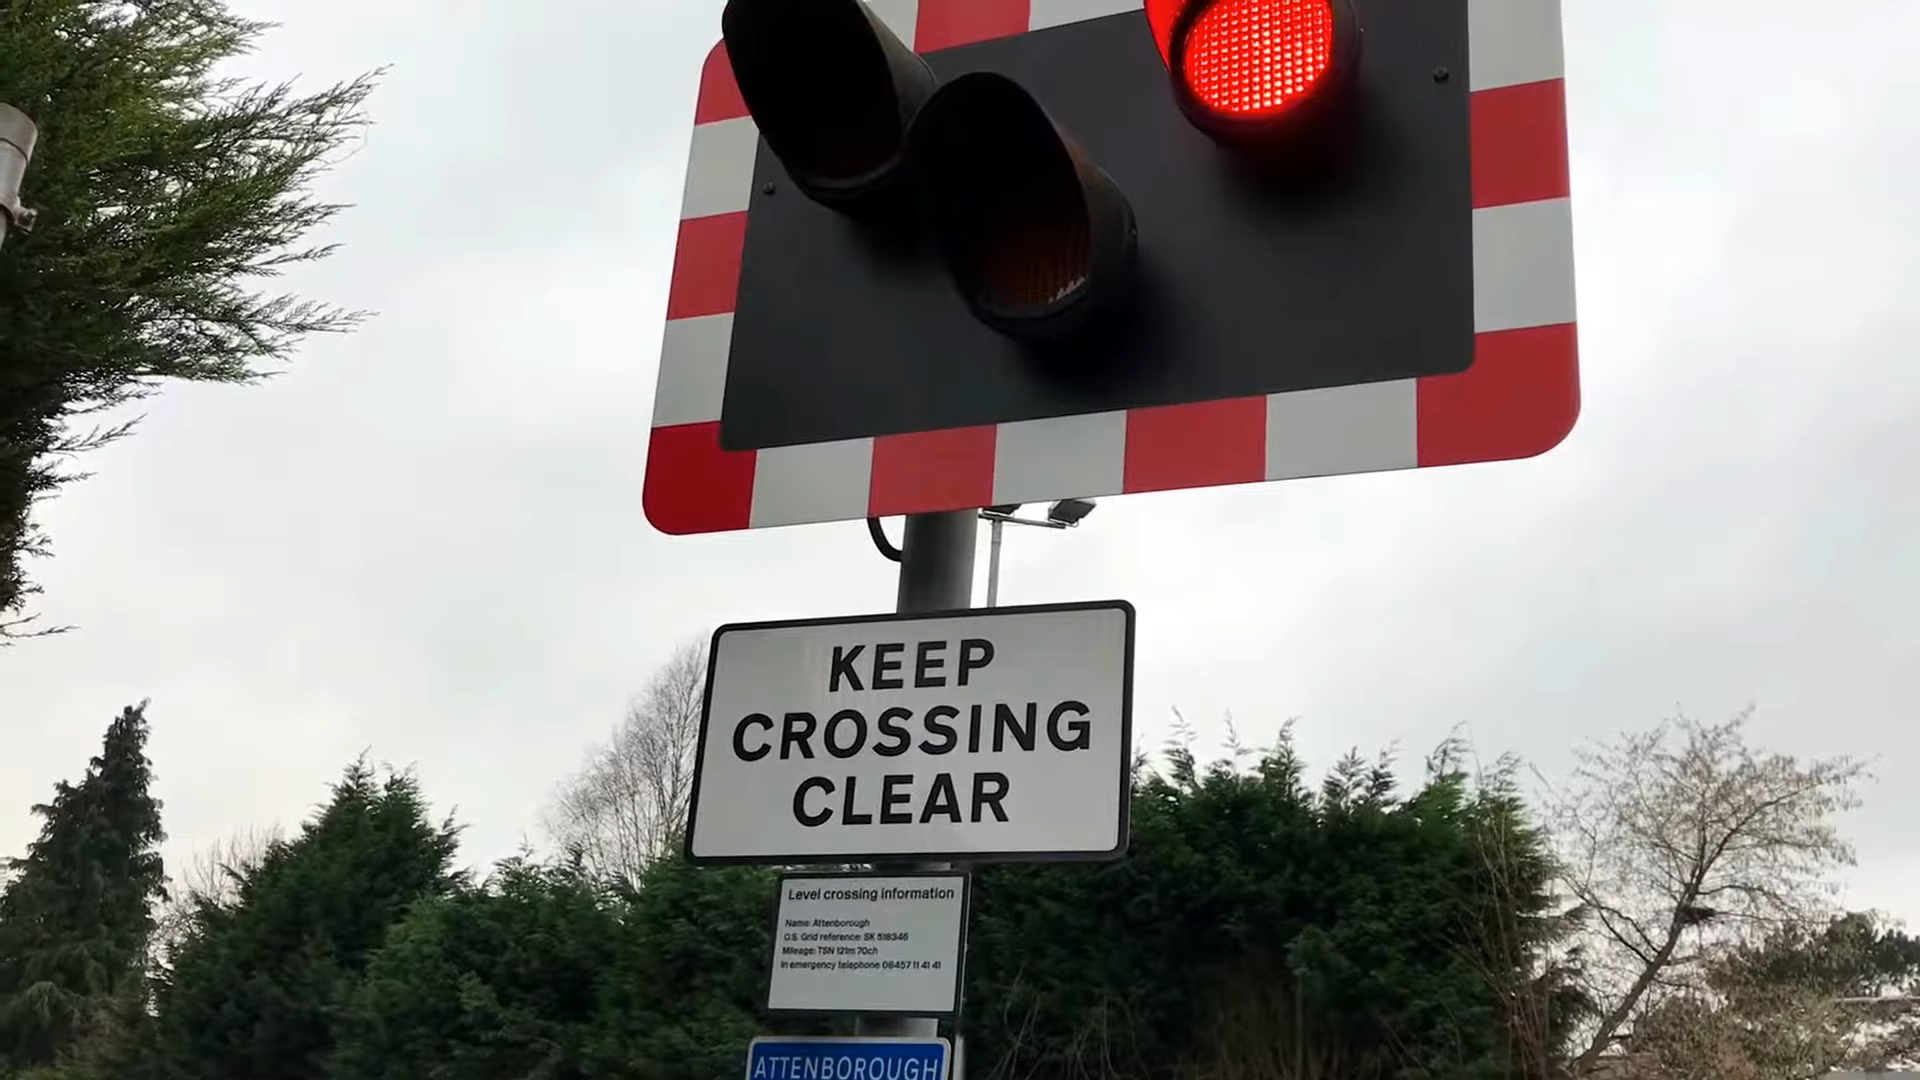 KEEP
CROSSING
CLEAR
Level crossing information
Name: Attenborough
O.S. Grid reference: SK 518346
Mileage: TSN 121m 70ch
In emergency telephone 08457 11 41 41
ATTENBOROUGH